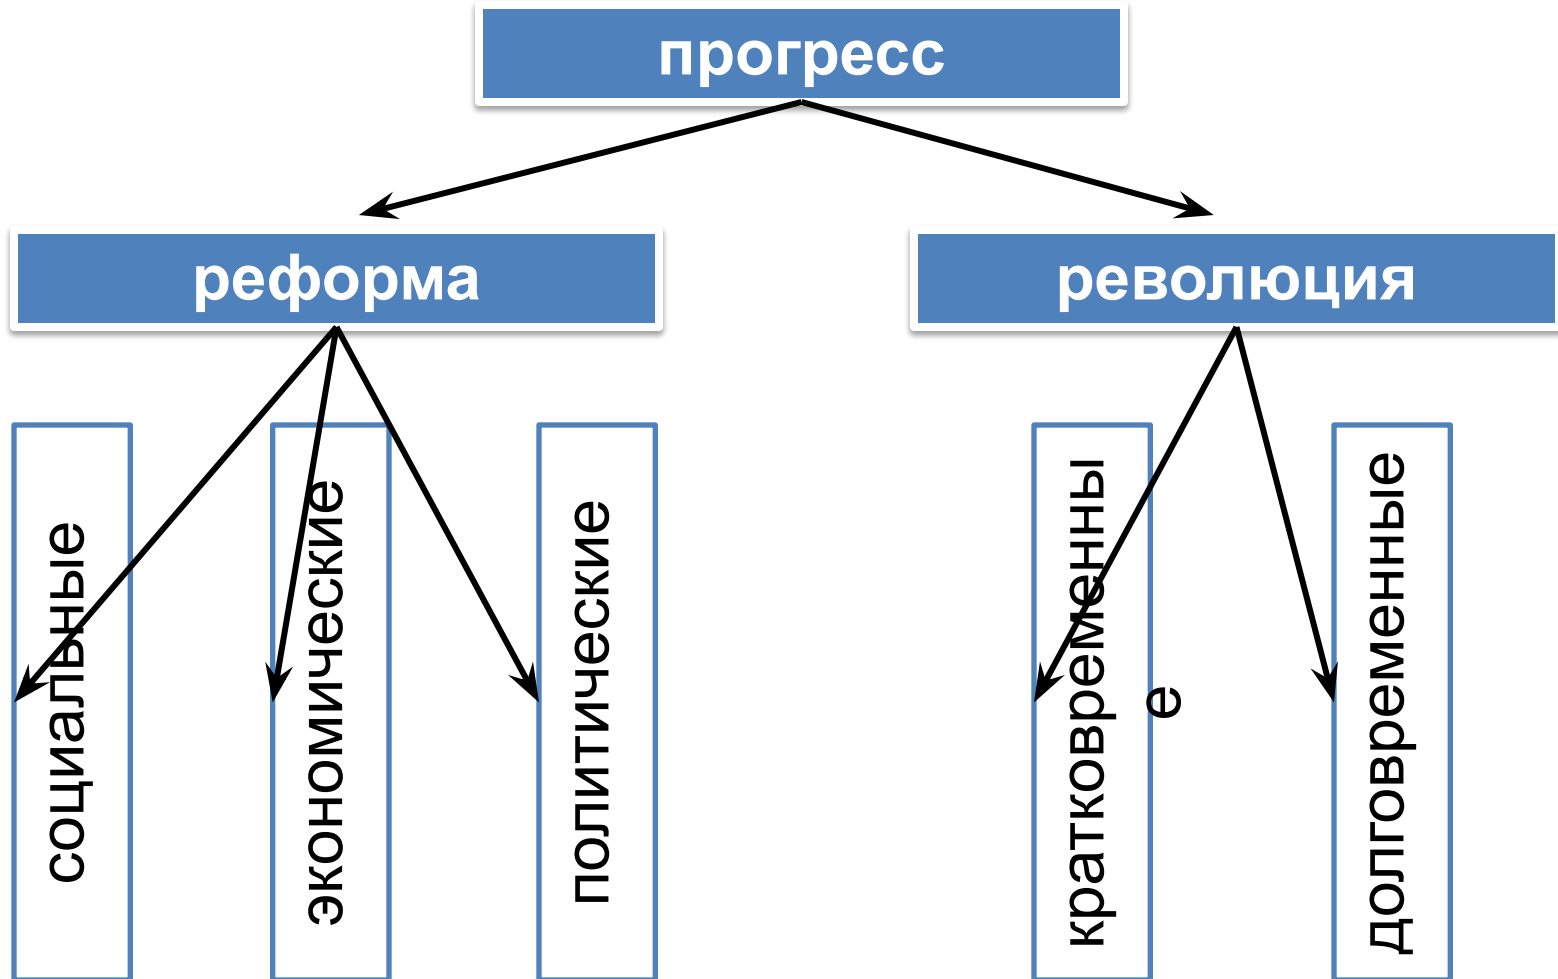 прогресс
реформа
революция
социальные
экономические
политические
кратковременны
е
долговременные